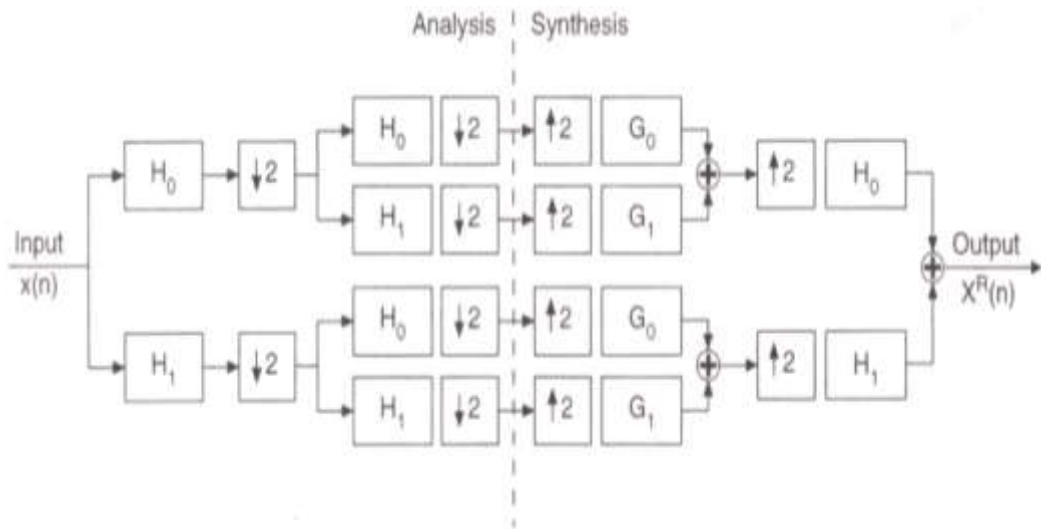 Analysis Synthesis
H0 ↓2 ↑2 G0
H0 ↓2 ↑2 H0
H1 ↓2 ↑2 G1
Input Output
x(n) X^R(n)
H0 ↓2 ↑2 G0
H1 ↓2 ↑2 H1
H1 ↓2 ↑2 G1